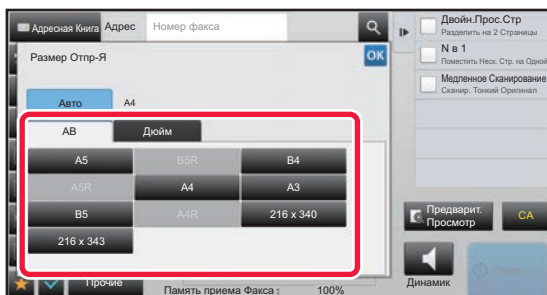 Адресная Книга Адрес Номер факса
Размер Отпр-Я
OK
Авто A4
AB Дюйм
A5 B5R B4
A5R A4 A3
B5 A4R 216 x 340
216 x 343
Прочие Память приема Факса : 100%
Двойн.Прос.Стр
Разделить на 2 Страницы
N в 1
Поместить Неск. Стр. на Одной
Медленное Сканирование
Сканир. Тонкий Оригинал
Предварит.
Просмотр
CA
Динамик
Старт